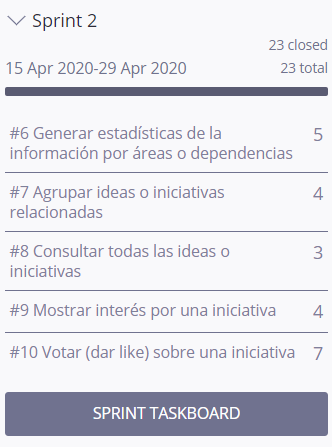 Sprint 2
23 closed
15 Apr 2020-29 Apr 2020
23 total
#6 Generar estadísticas de la
información por áreas o dependencias
5
#7 Agrupar ideas o iniciativas
relacionadas
4
#8 Consultar todas las ideas o
iniciativas
3
#9 Mostrar interés por una iniciativa
4
#10 Votar (dar like) sobre una iniciativa
7
SPRINT TASKBOARD